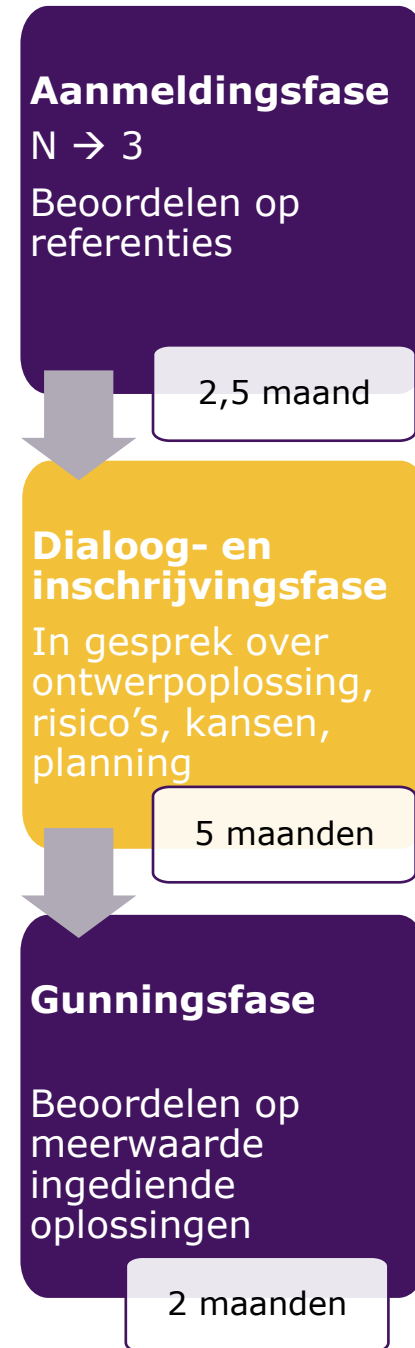 Aanmeldingsfase
N → 3
Beoordelen op
referenties
2,5 maand
Dialoog- en
inschrijvingsfase
In gesprek over
ontwerpoplossing,
risico’s, kansen,
planning
5 maanden
Gunningsfase
Beoordelen op
meerwaarde
ingediende
oplossingen
2 maanden